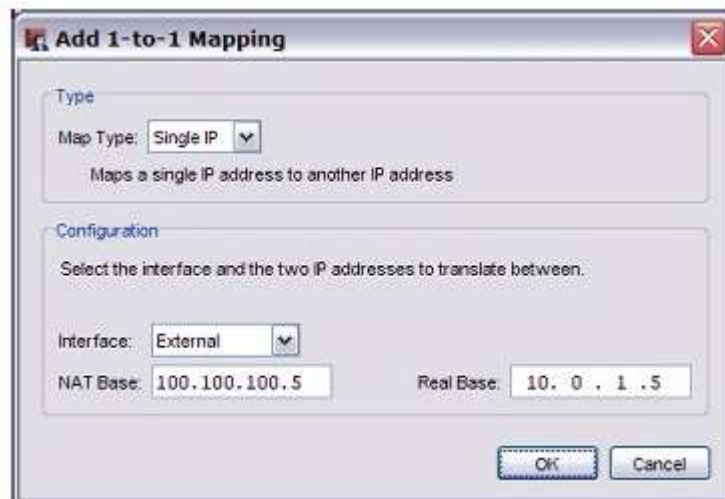 Add 1-to-1 Mapping
Type
Map Type: Single IP
Maps a single IP address to another IP address
Configuration
Select the interface and the two IP addresses to translate between.
Interface: External
NAT Base: 100.100.100.5 Real Base: 10. 0 . 1 .5
OK Cancel